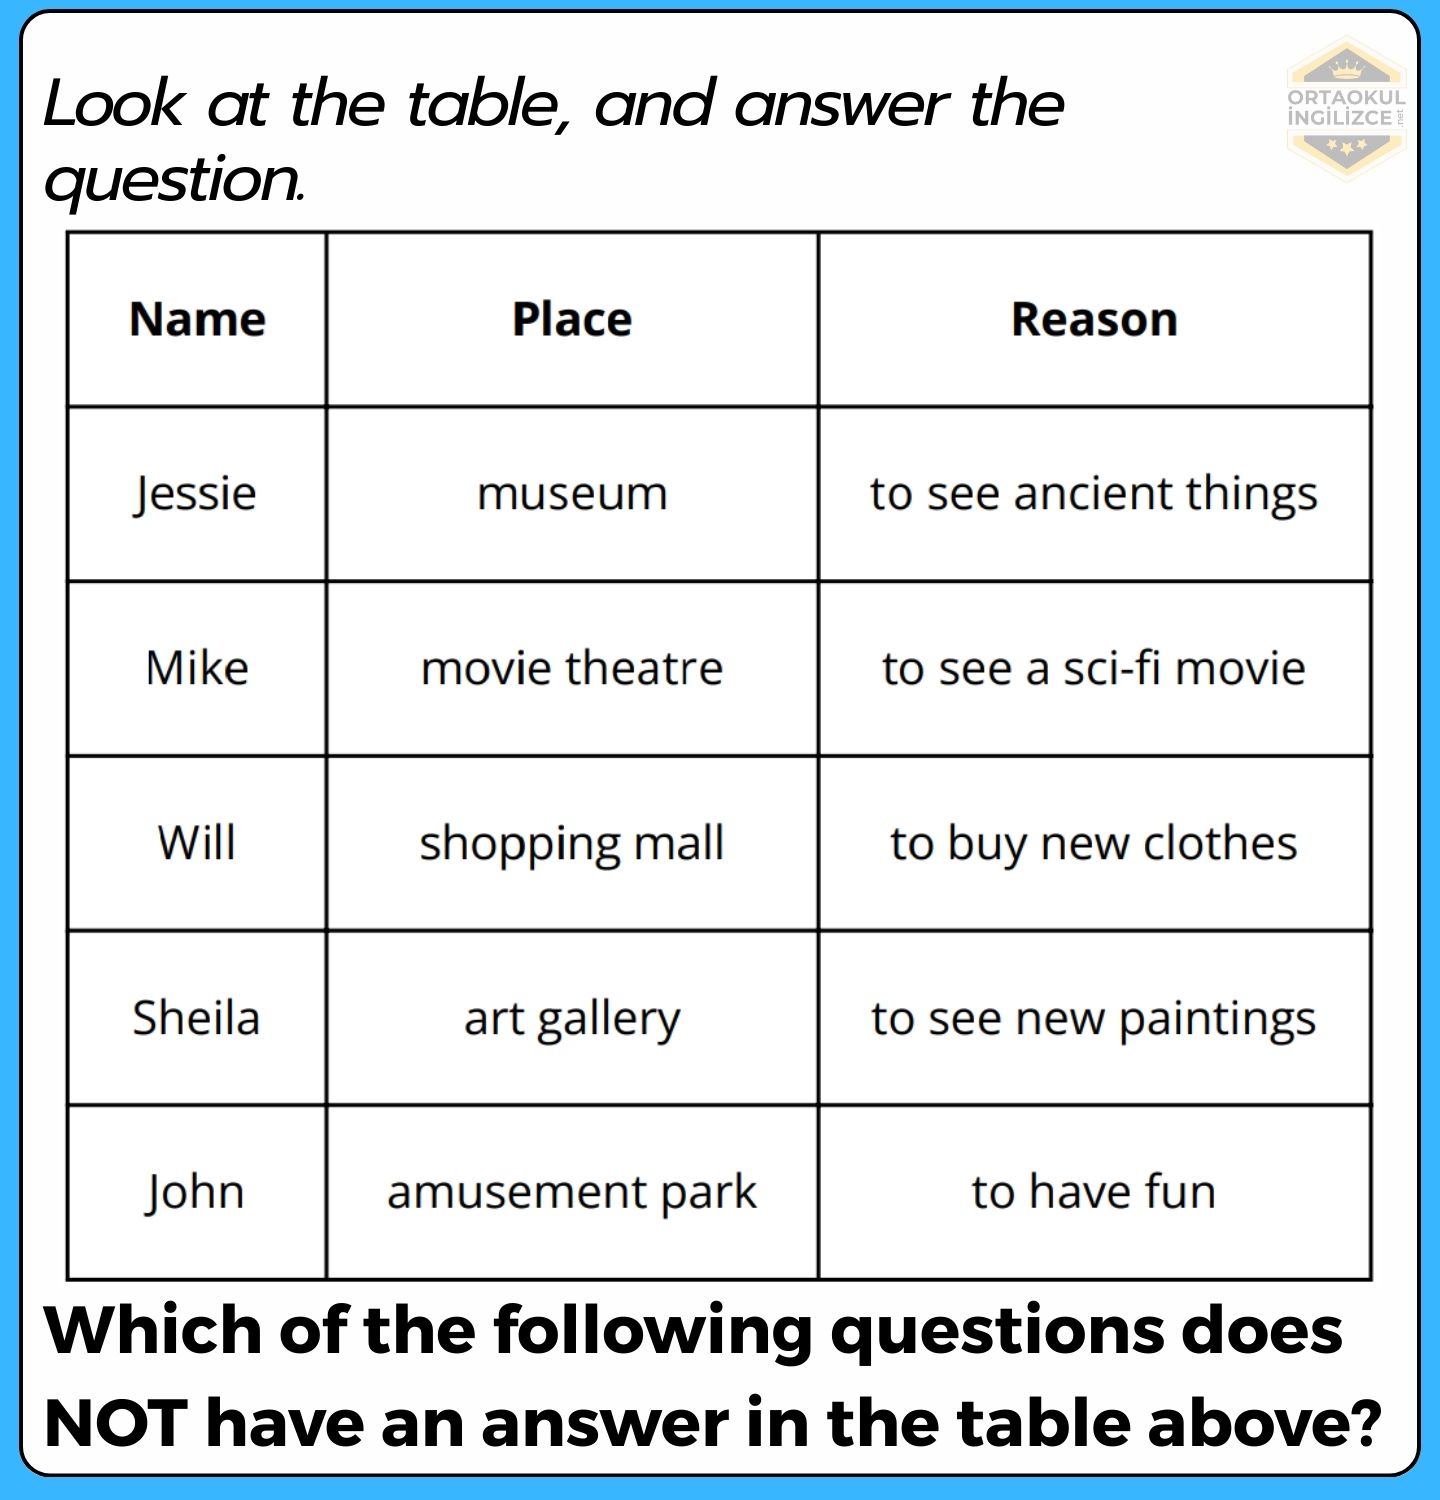 Look at the table, and answer the
question.
ORTAOKUL
İNGİLİZCE
.net
Name Place Reason
Jessie museum to see ancient things
Mike movie theatre to see a sci-fi movie
Will shopping mall to buy new clothes
Sheila art gallery to see new paintings
John amusement park to have fun
Which of the following questions does
NOT have an answer in the table above?